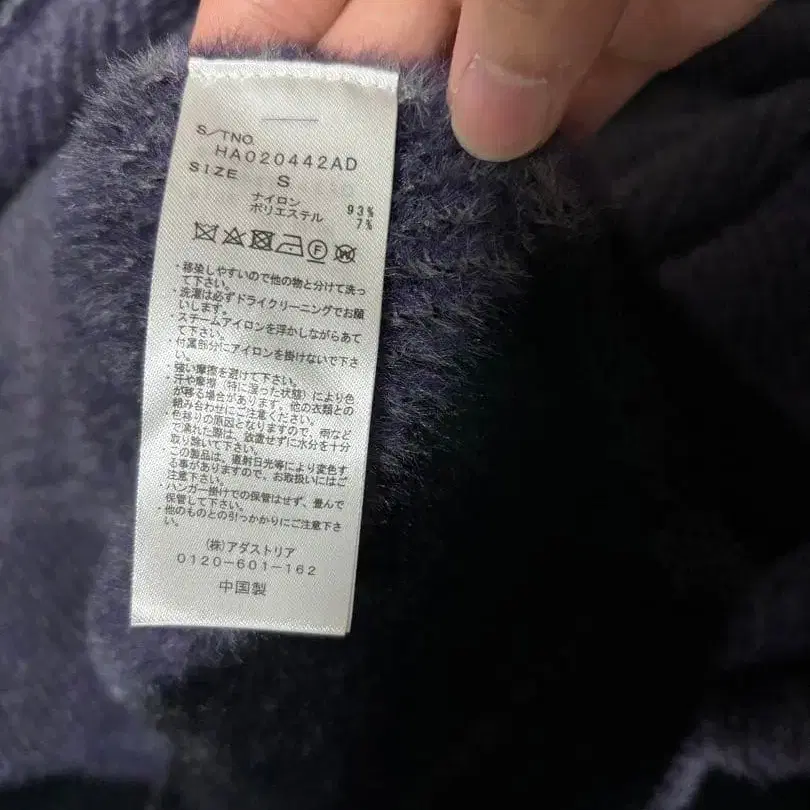 S/TNO.
HA020442AD
SIZE S
ナイロン 93%
ポリエステル 7%
・移染しやすいので他の物と分けて洗っ
て下さい。
・洗濯は必ずドライクリーニングでお願
いします。
・スチームアイロンを浮かしながらあて
て下さい。
・付属部分にアイロンを掛けないで下さ
い。
・強い摩擦を避けて下さい。
・汗や摩擦（特に湿った状態）により色
が移る場合があります。他の衣類との
組み合わせにご注意ください。
・色移りの原因となりますので、雨など
で濡れた際は、放置せずに水分を十分
取り除いて下さい。
・この製品は、直射日光等により変色す
る事がありますので、お取扱いにはご
注意下さい。
・ハンガー掛けでの保管はせず、畳んで
保管して下さい。
・他のものとの引っかかりにご注意下さ
い。
(株)アダストリア
0120-601-162
中国製